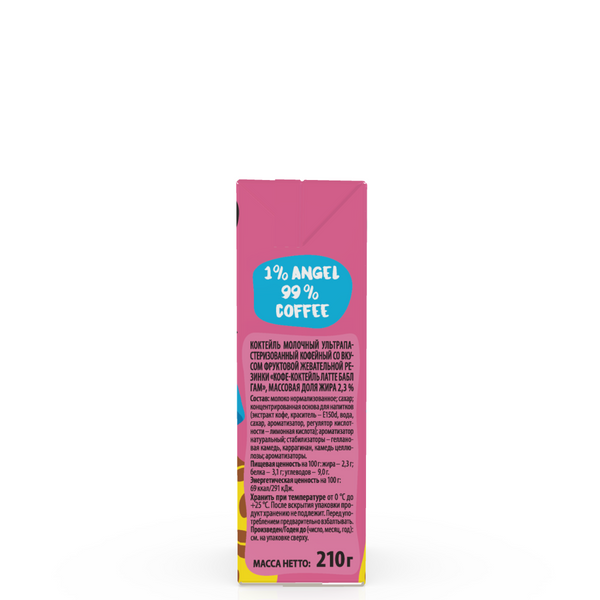 1% ANGEL
99%
COFFEE
КОКТЕЙЛЬ МОЛОЧНЫЙ УЛЬТРАПА-
СТЕРИЗОВАННЫЙ КОФЕЙНЫЙ СО ВКУ-
СОМ ФРУКТОВОЙ ЖЕВАТЕЛЬНОЙ РЕ-
ЗИНКИ «КОФЕ-КОКТЕЙЛЬ ЛАТТЕ БАБЛ
ГАМ», МАССОВАЯ ДОЛЯ ЖИРА 2,3 %
Состав: молоко нормализованное; сахар;
концентрированная основа для напитков
(экстракт кофе, краситель – Е150d, вода,
сахар, ароматизатор, регулятор кислот-
ности – лимонная кислота); ароматизатор
натуральный; стабилизаторы – геллано-
вая камедь, каррагинан, камедь целлю-
лозы; ароматизаторы.
Пищевая ценность на 100 г: жира – 2,3 г;
белка – 3,1 г; углеводов – 9,0 г.
Энергетическая ценность на 100 г:
69 ккал/291 кДж.
Хранить при температуре от 0 °С до
+25 °С. После вскрытия упаковки про-
дукт хранению не подлежит. Перед упо-
треблением предварительно взбалтывать.
Произведен/Годен до (число, месяц, год):
см. на упаковке сверху.
МАССА НЕТТО: 210 г